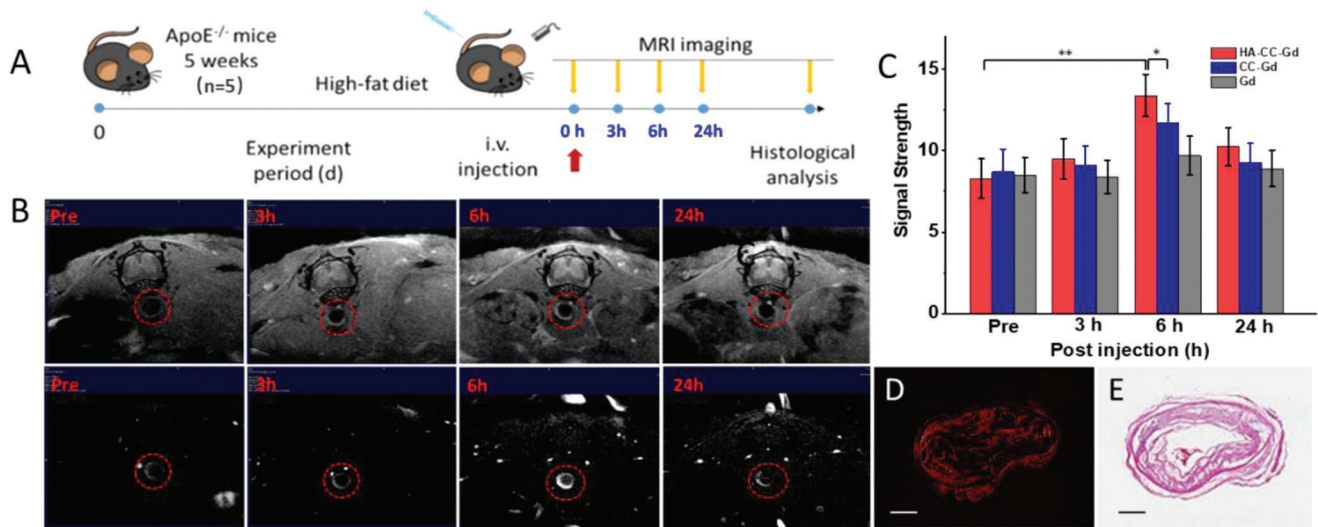 A
ApoE-/- mice
5 weeks
(n=5)
High-fat diet
MRI imaging
0
0 h
3h
6h
24h
Experiment
period (d)
i.v.
injection
Histological
analysis
B
Pre
3h
6h
24h
Pre
3h
6h
24h
C
Signal Strength
15
10
5
0
**
*
HA-CC-Gd
CC-Gd
Gd
Pre
3 h
6 h
24 h
Post injection (h)
D
E